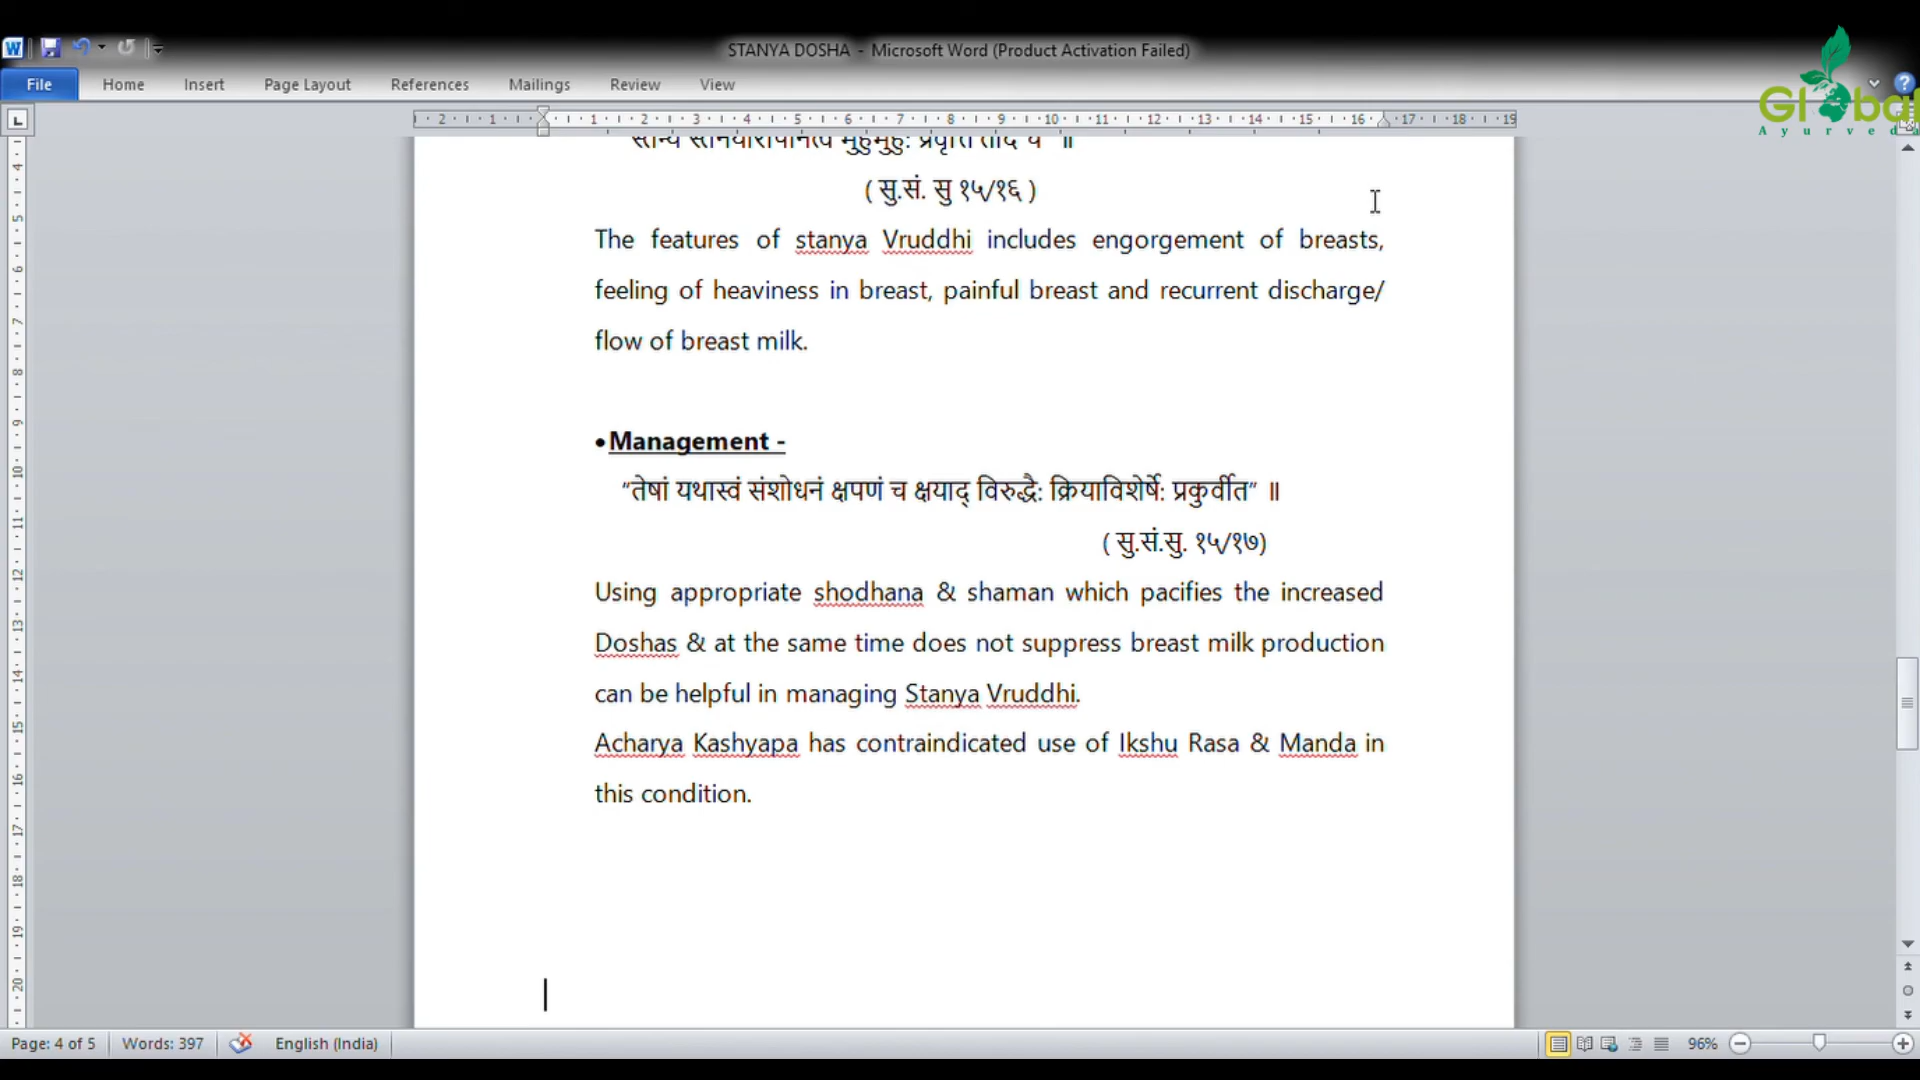 STANYA DOSHA - Microsoft Word (Product Activation Failed)
File Home Insert Page Layout References Mailings Review View
Global
Ayurveda
( सु.सं. सु १५/१६ )
The features of stanya Vruddhi includes engorgement of breasts,
feeling of heaviness in breast, painful breast and recurrent discharge/
flow of breast milk.
•Management -
“तेषां यथास्वं संशोधनं क्षपणं च क्षयाद् विरुद्धैः क्रियाविशेर्षेः प्रकुर्वीत” ॥
( सु.सं.सु. १५/१७)
Using appropriate shodhana & shaman which pacifies the increased
Doshas & at the same time does not suppress breast milk production
can be helpful in managing Stanya Vruddhi.
Acharya Kashyapa has contraindicated use of Ikshu Rasa & Manda in
this condition.
Page: 4 of 5 Words: 397 English (India) 96%